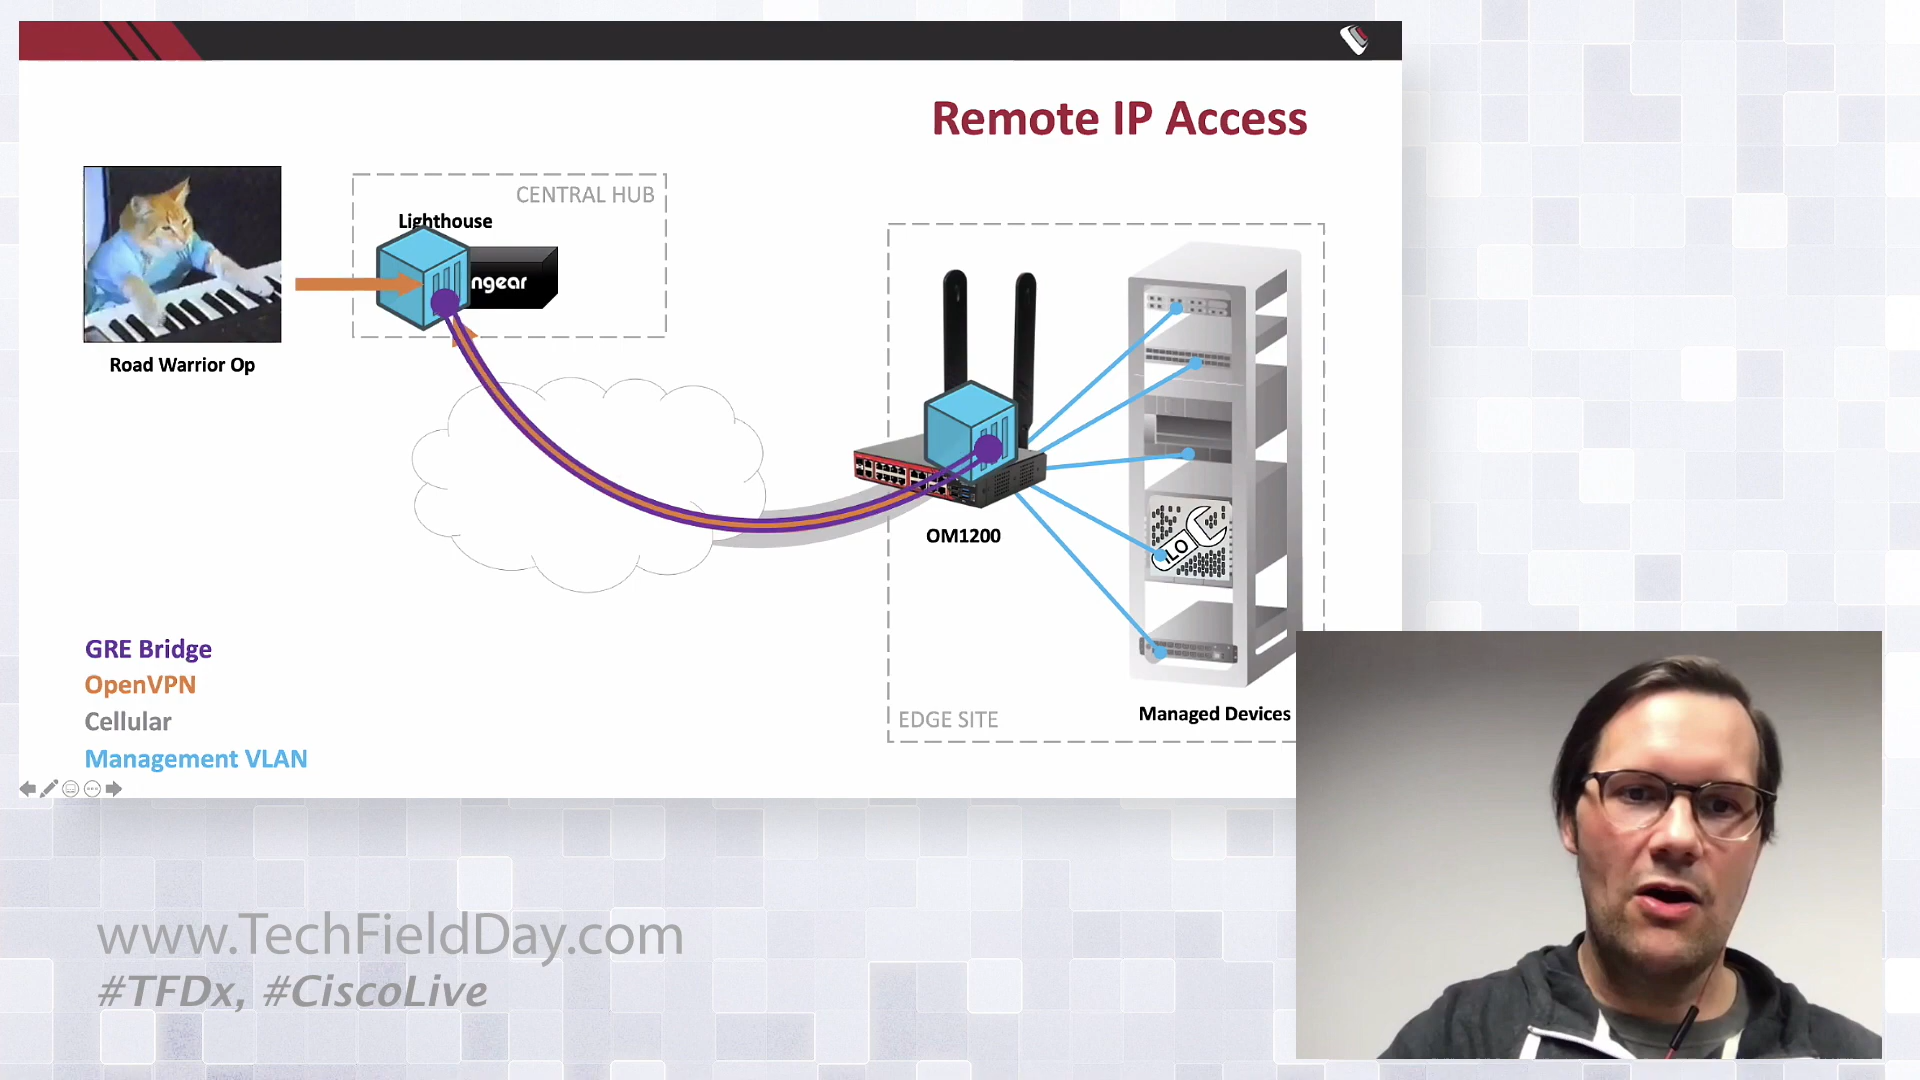 Remote IP Access
CENTRAL HUB
Lighthouse
ngear
Road Warrior Op
OM1200
iLO
GRE Bridge
OpenVPN
Cellular
Management VLAN
EDGE SITE
Managed Devices
www.TechFieldDay.com
#TFDx, #CiscoLive